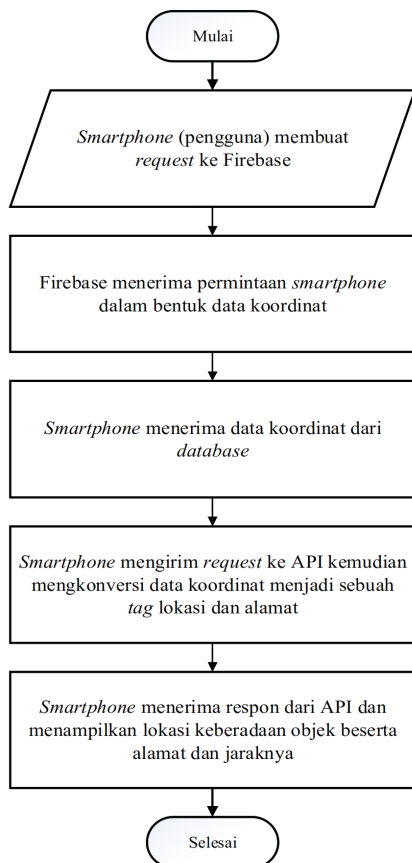 Mulai
Smartphone (pengguna) membuat
request ke Firebase
Firebase menerima permintaan smartphone
dalam bentuk data koordinat
Smartphone menerima data koordinat dari
database
Smartphone mengirim request ke API kemudian
mengkonversi data koordinat menjadi sebuah
tag lokasi dan alamat
Smartphone menerima respon dari API dan
menampilkan lokasi keberadaan objek beserta
alamat dan jaraknya
Selesai